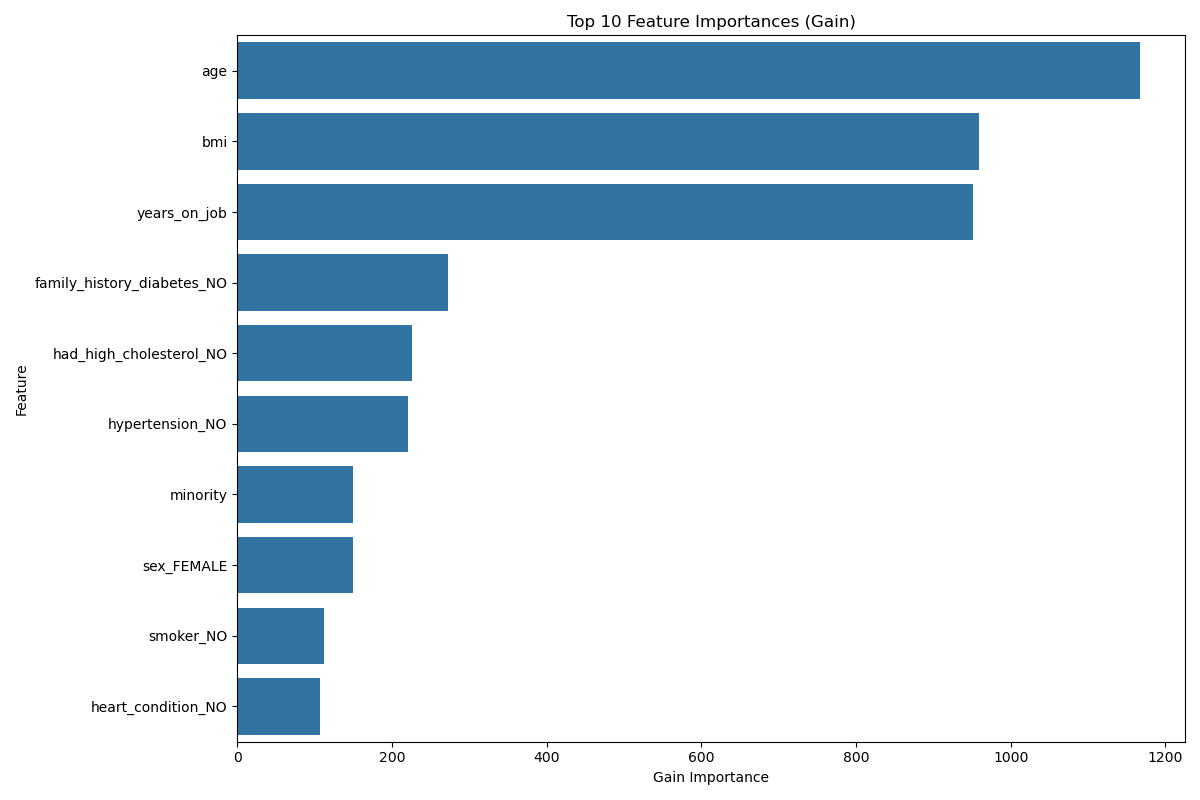 Top 10 Feature Importances (Gain)
Feature
age
bmi
years_on_job
family_history_diabetes_NO
had_high_cholesterol_NO
hypertension_NO
minority
sex_FEMALE
smoker_NO
heart_condition_NO
0 200 400 600 800 1000 1200
Gain Importance